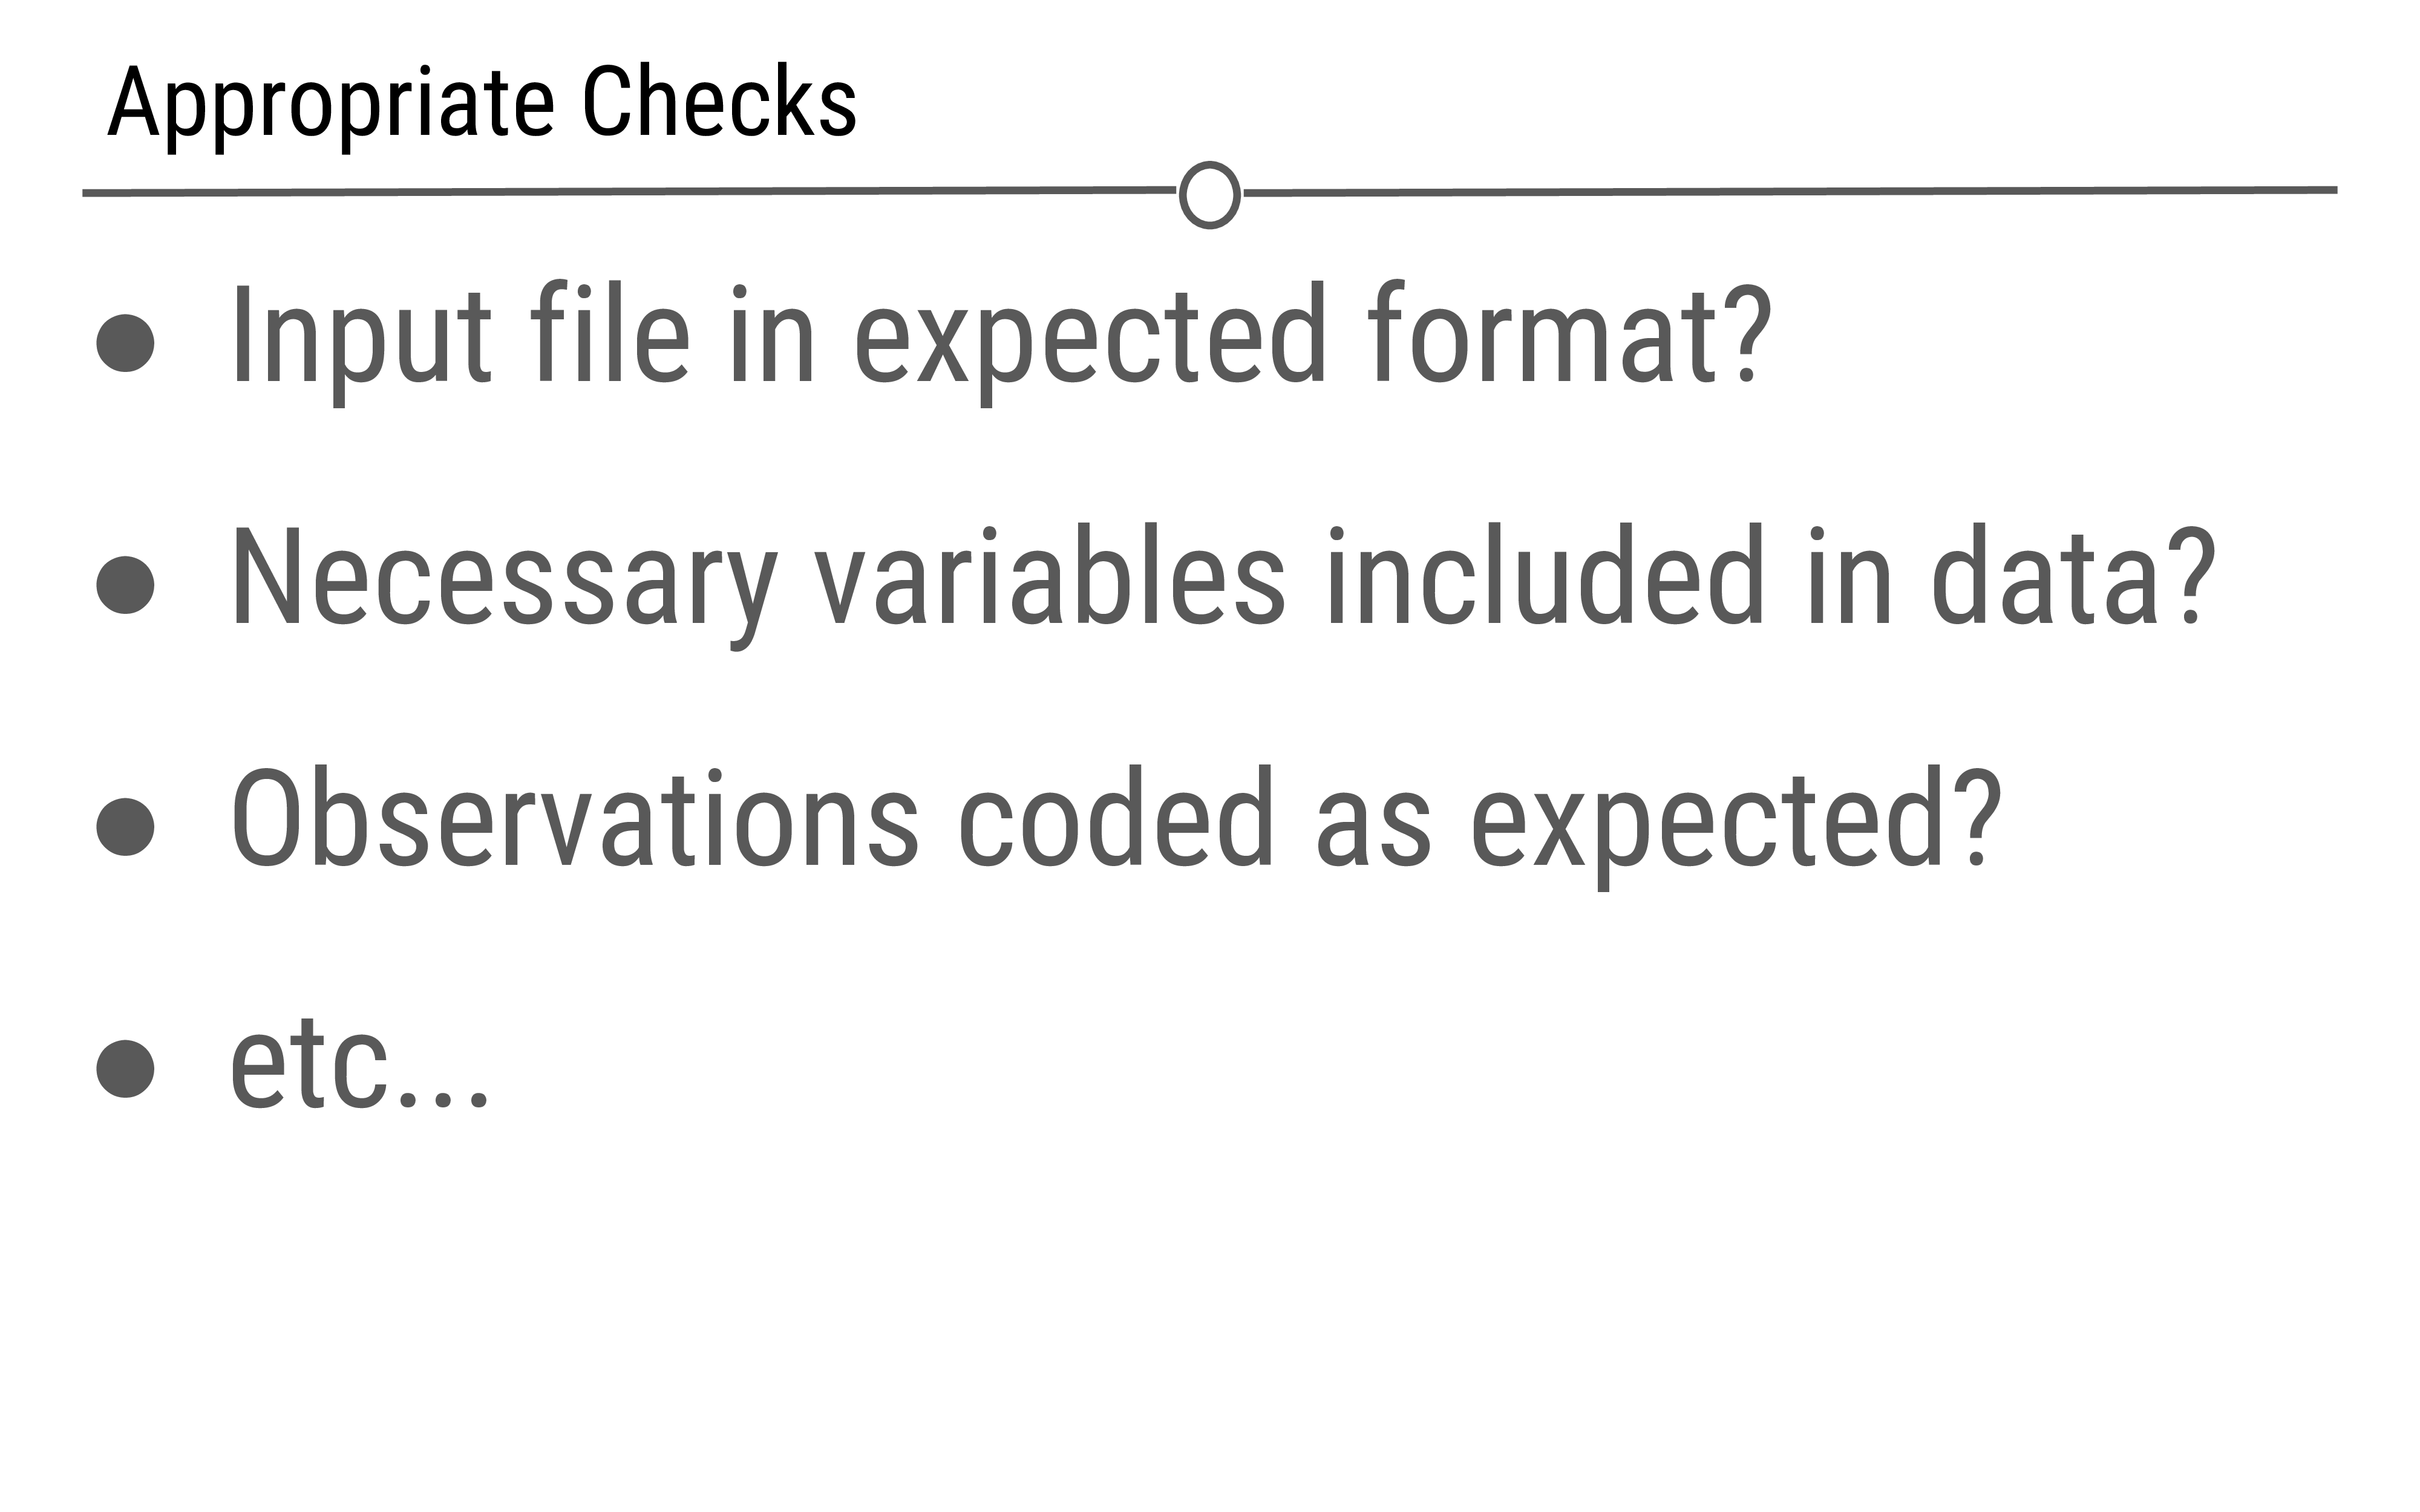 Appropriate Checks
● Input file in expected format?
● Necessary variables included in data?
● Observations coded as expected?
● etc...